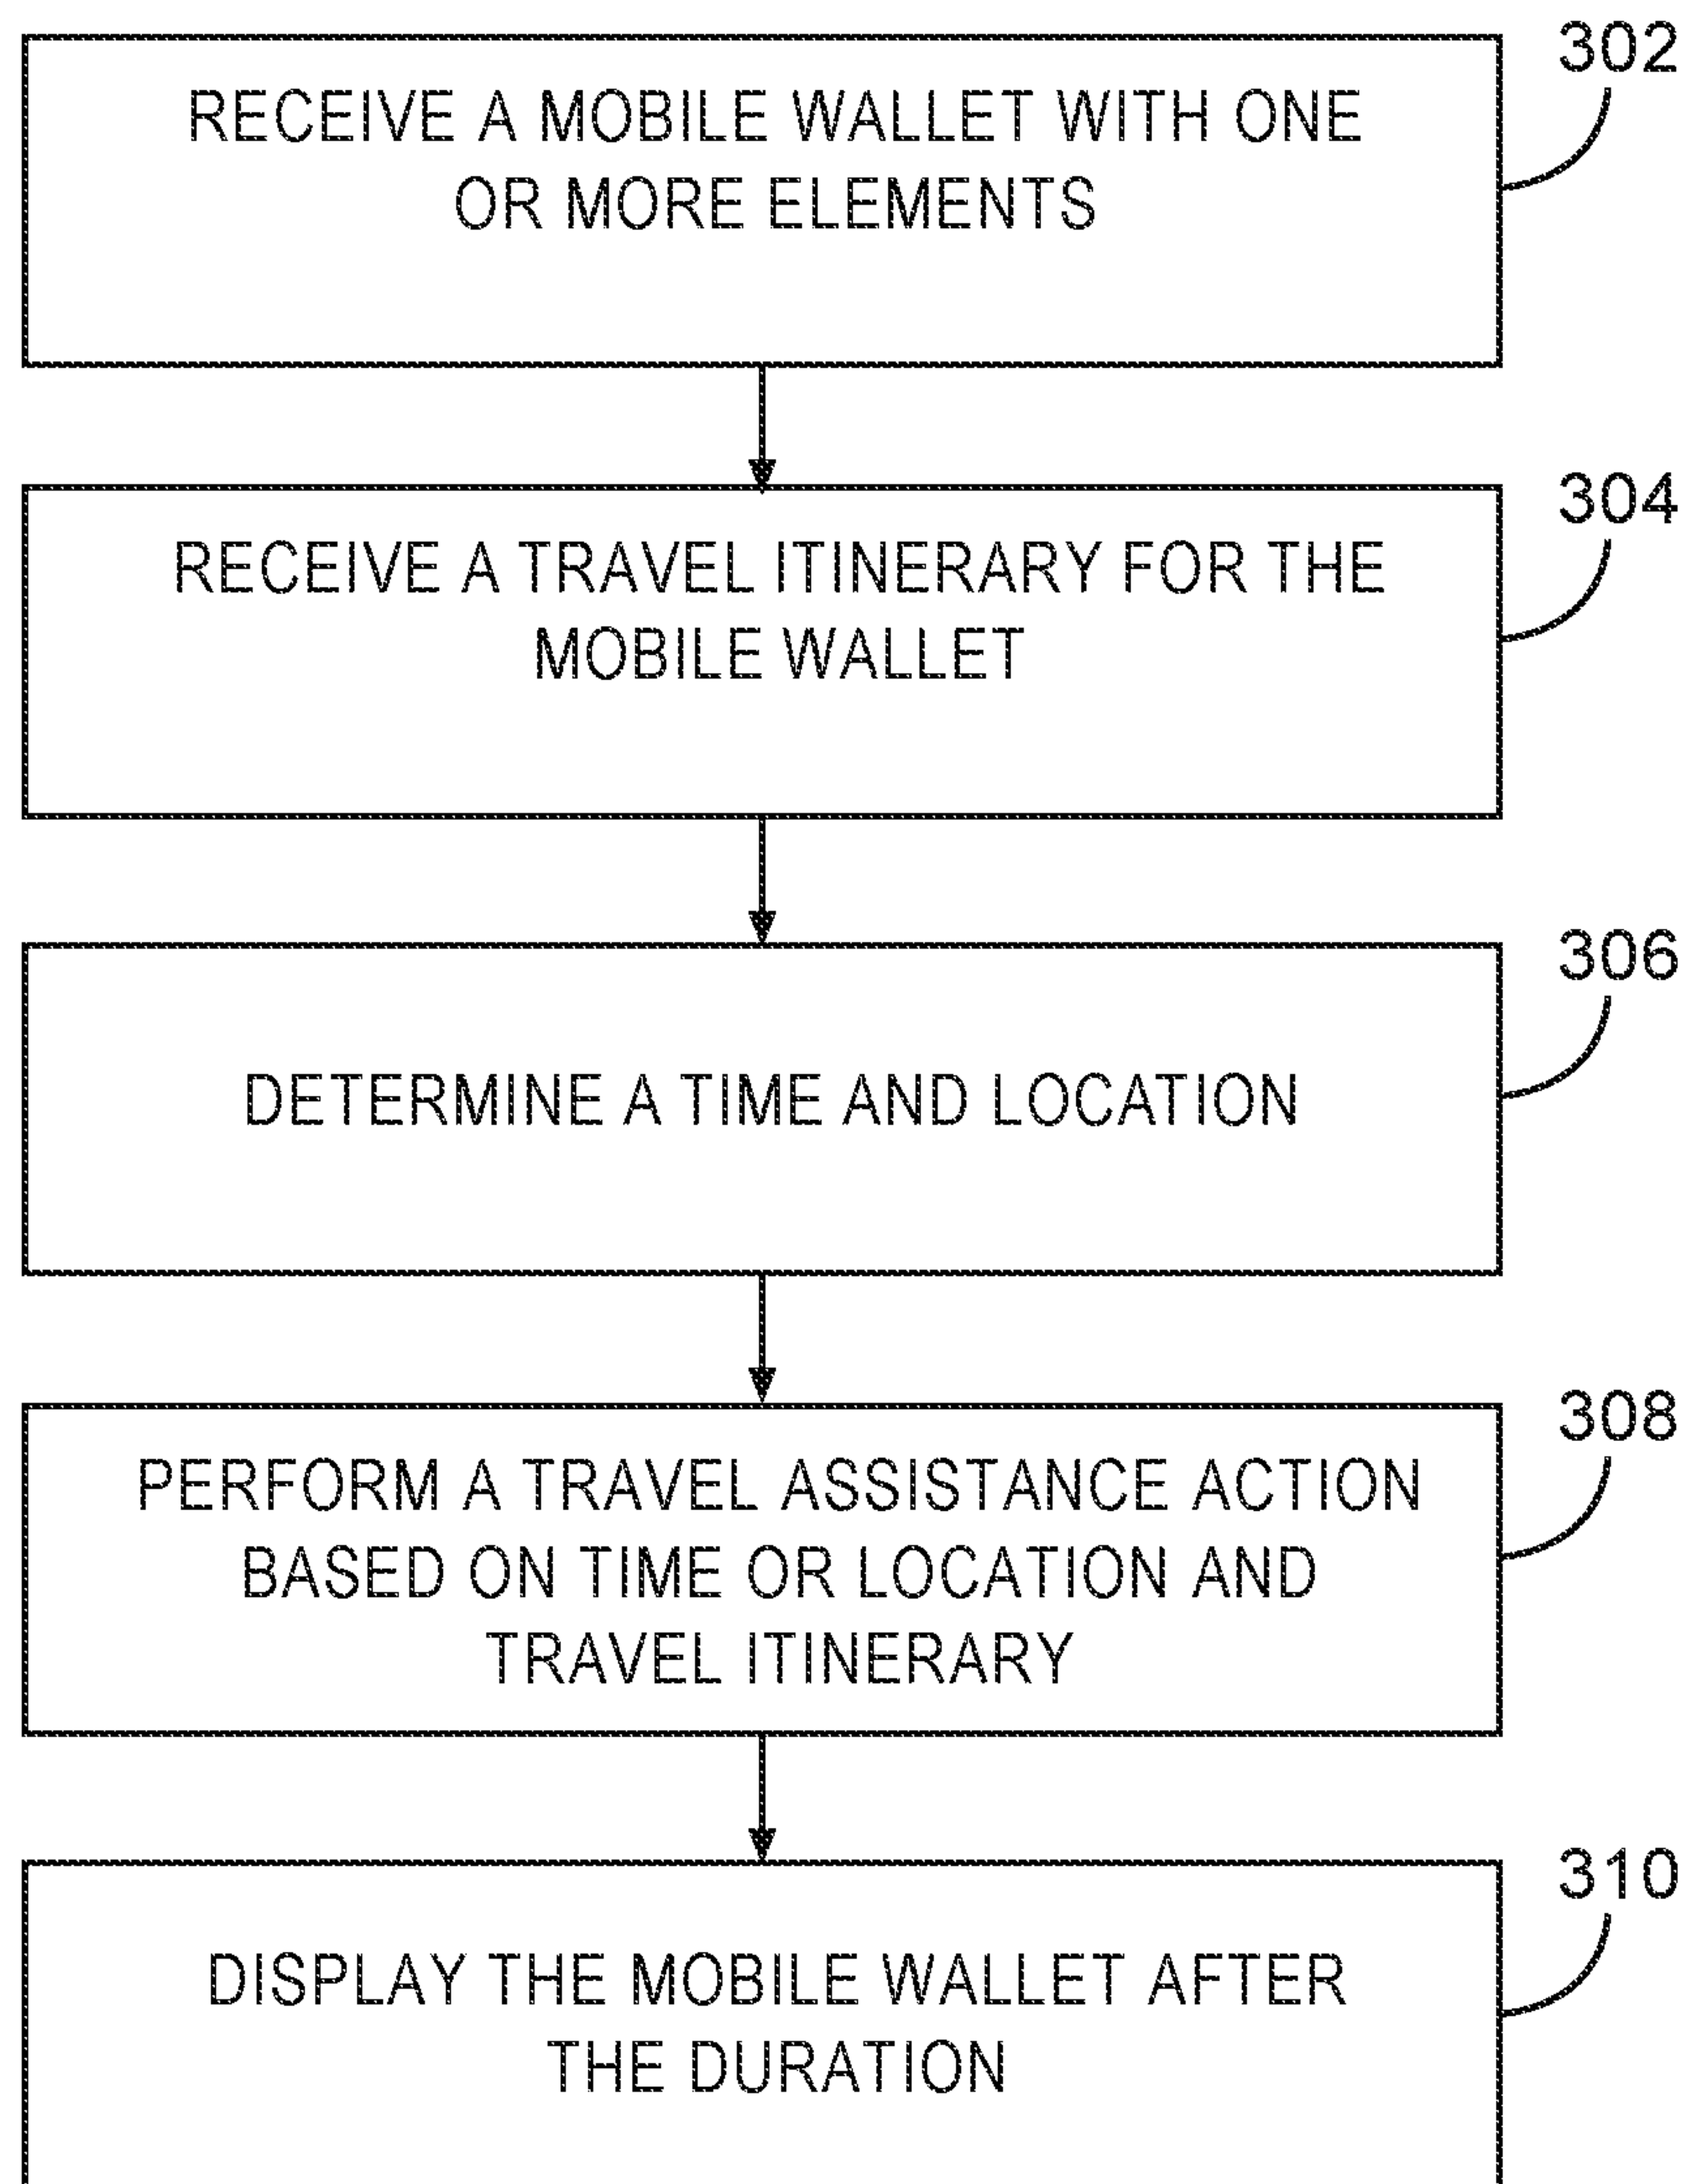 302
RECEIVE A MOBILE WALLET WITH ONE
OR MORE ELEMENTS
304
RECEIVE A TRAVEL ITINERARY FOR THE
MOBILE WALLET
306
DETERMINE A TIME AND LOCATION
308
PERFORM A TRAVEL ASSISTANCE ACTION
BASED ON TIME OR LOCATION AND
TRAVEL ITINERARY
310
DISPLAY THE MOBILE WALLET AFTER
THE DURATION